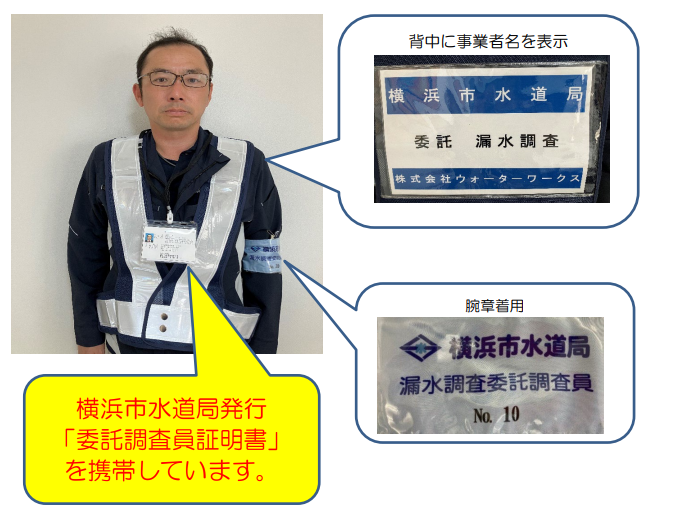 背中に事業者名を表示
横浜市水道局
委託 漏水調査
株式会社ウォーターワークス
横浜市
腕章着用
横浜市水道局
漏水調査委託調査員
No. 10
横浜市水道局発行
「委託調査員証明書」
を携帯しています。